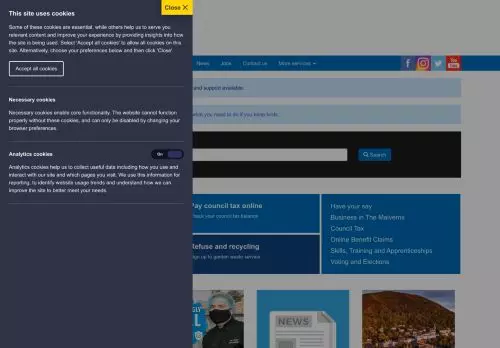 Close ✕
This site uses cookies
Some of these cookies are essential, while others help us to serve you
relevant content and improve your experience by providing insights into
how the site is being used. Select 'Accept all cookies' to allow all cookies on this
site. Alternatively, choose your preferences below and then click 'Close'
Accept all cookies
Necessary cookies
Necessary cookies enable core functionality. The website cannot function
properly without these cookies, and can only be disabled by changing your
browser preferences.
Analytics cookies
On
Analytics cookies help us to collect useful data including how you use and
interact with our site and which pages you visit. We use this information for
reporting, to identify website usage trends and understand how we can
improve the site to better meet your needs.
News Jobs Contact us More services
You Tube
and support available.
you need to do if you keep birds.
Search
Pay council tax online
your council tax balance
Refuse and recycling
Sign up to garden waste service
Have your say
Business in The Malverns
Council Tax
Online Benefit Claims
Skills, Training and Apprenticeships
Voting and Elections
NEWS